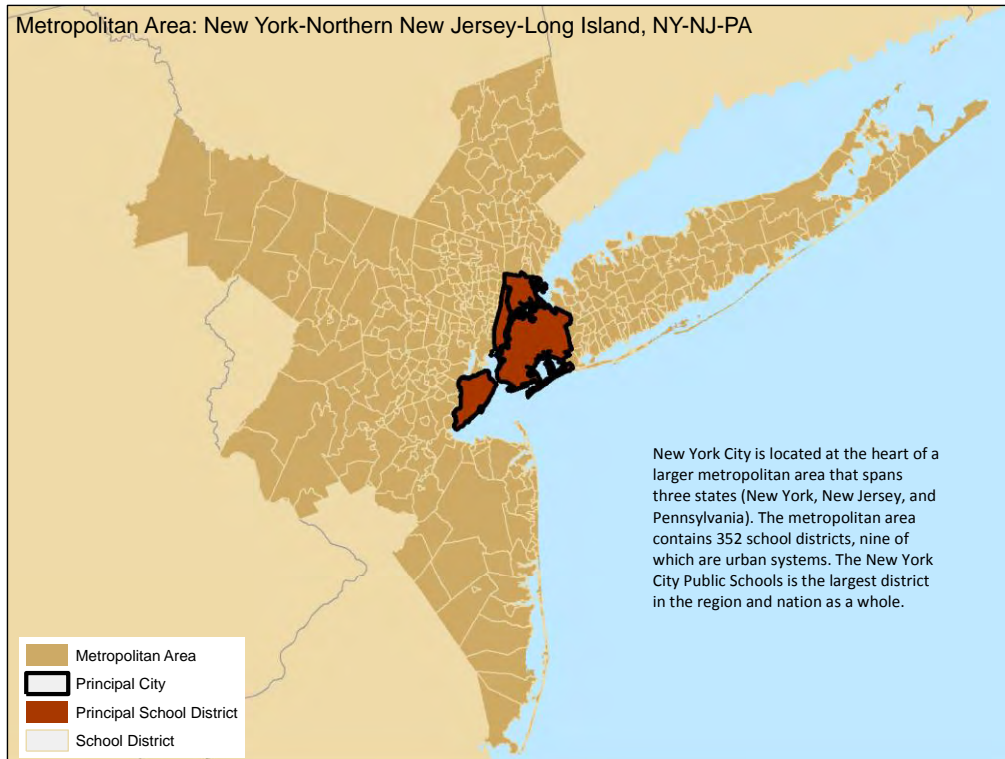 Metropolitan Area: New York-Northern New Jersey-Long Island, NY-NJ-PA
New York City is located at the heart of a
larger metropolitan area that spans
three states (New York, New Jersey, and
Pennsylvania). The metropolitan area
contains 352 school districts, nine of
which are urban systems. The New York
City Public Schools is the largest district
in the region and nation as a whole.
Metropolitan Area
Principal City
Principal School District
School District